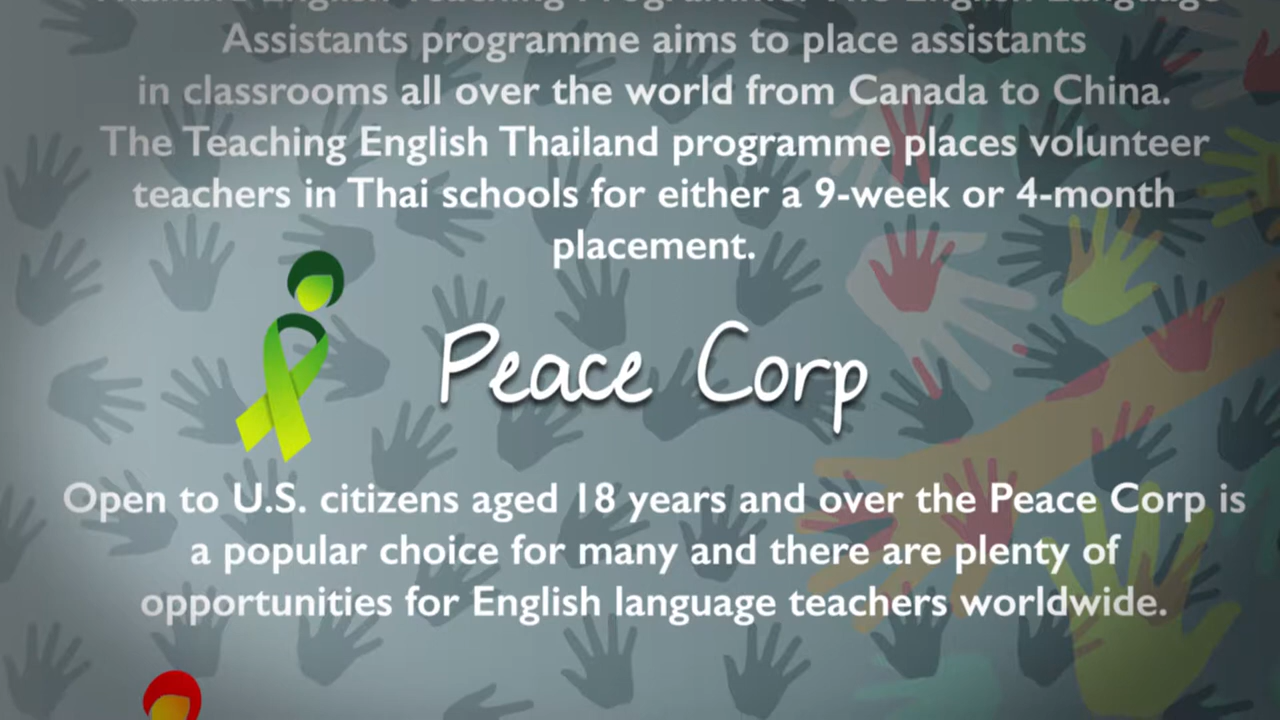 Assistants programme aims to place assistants
in classrooms all over the world from Canada to China.
The Teaching English Thailand programme places volunteer
teachers in Thai schools for either a 9-week or 4-month
placement.
Peace Corp
Open to U.S. citizens aged 18 years and over the Peace Corp is
a popular choice for many and there are plenty of
opportunities for English language teachers worldwide.